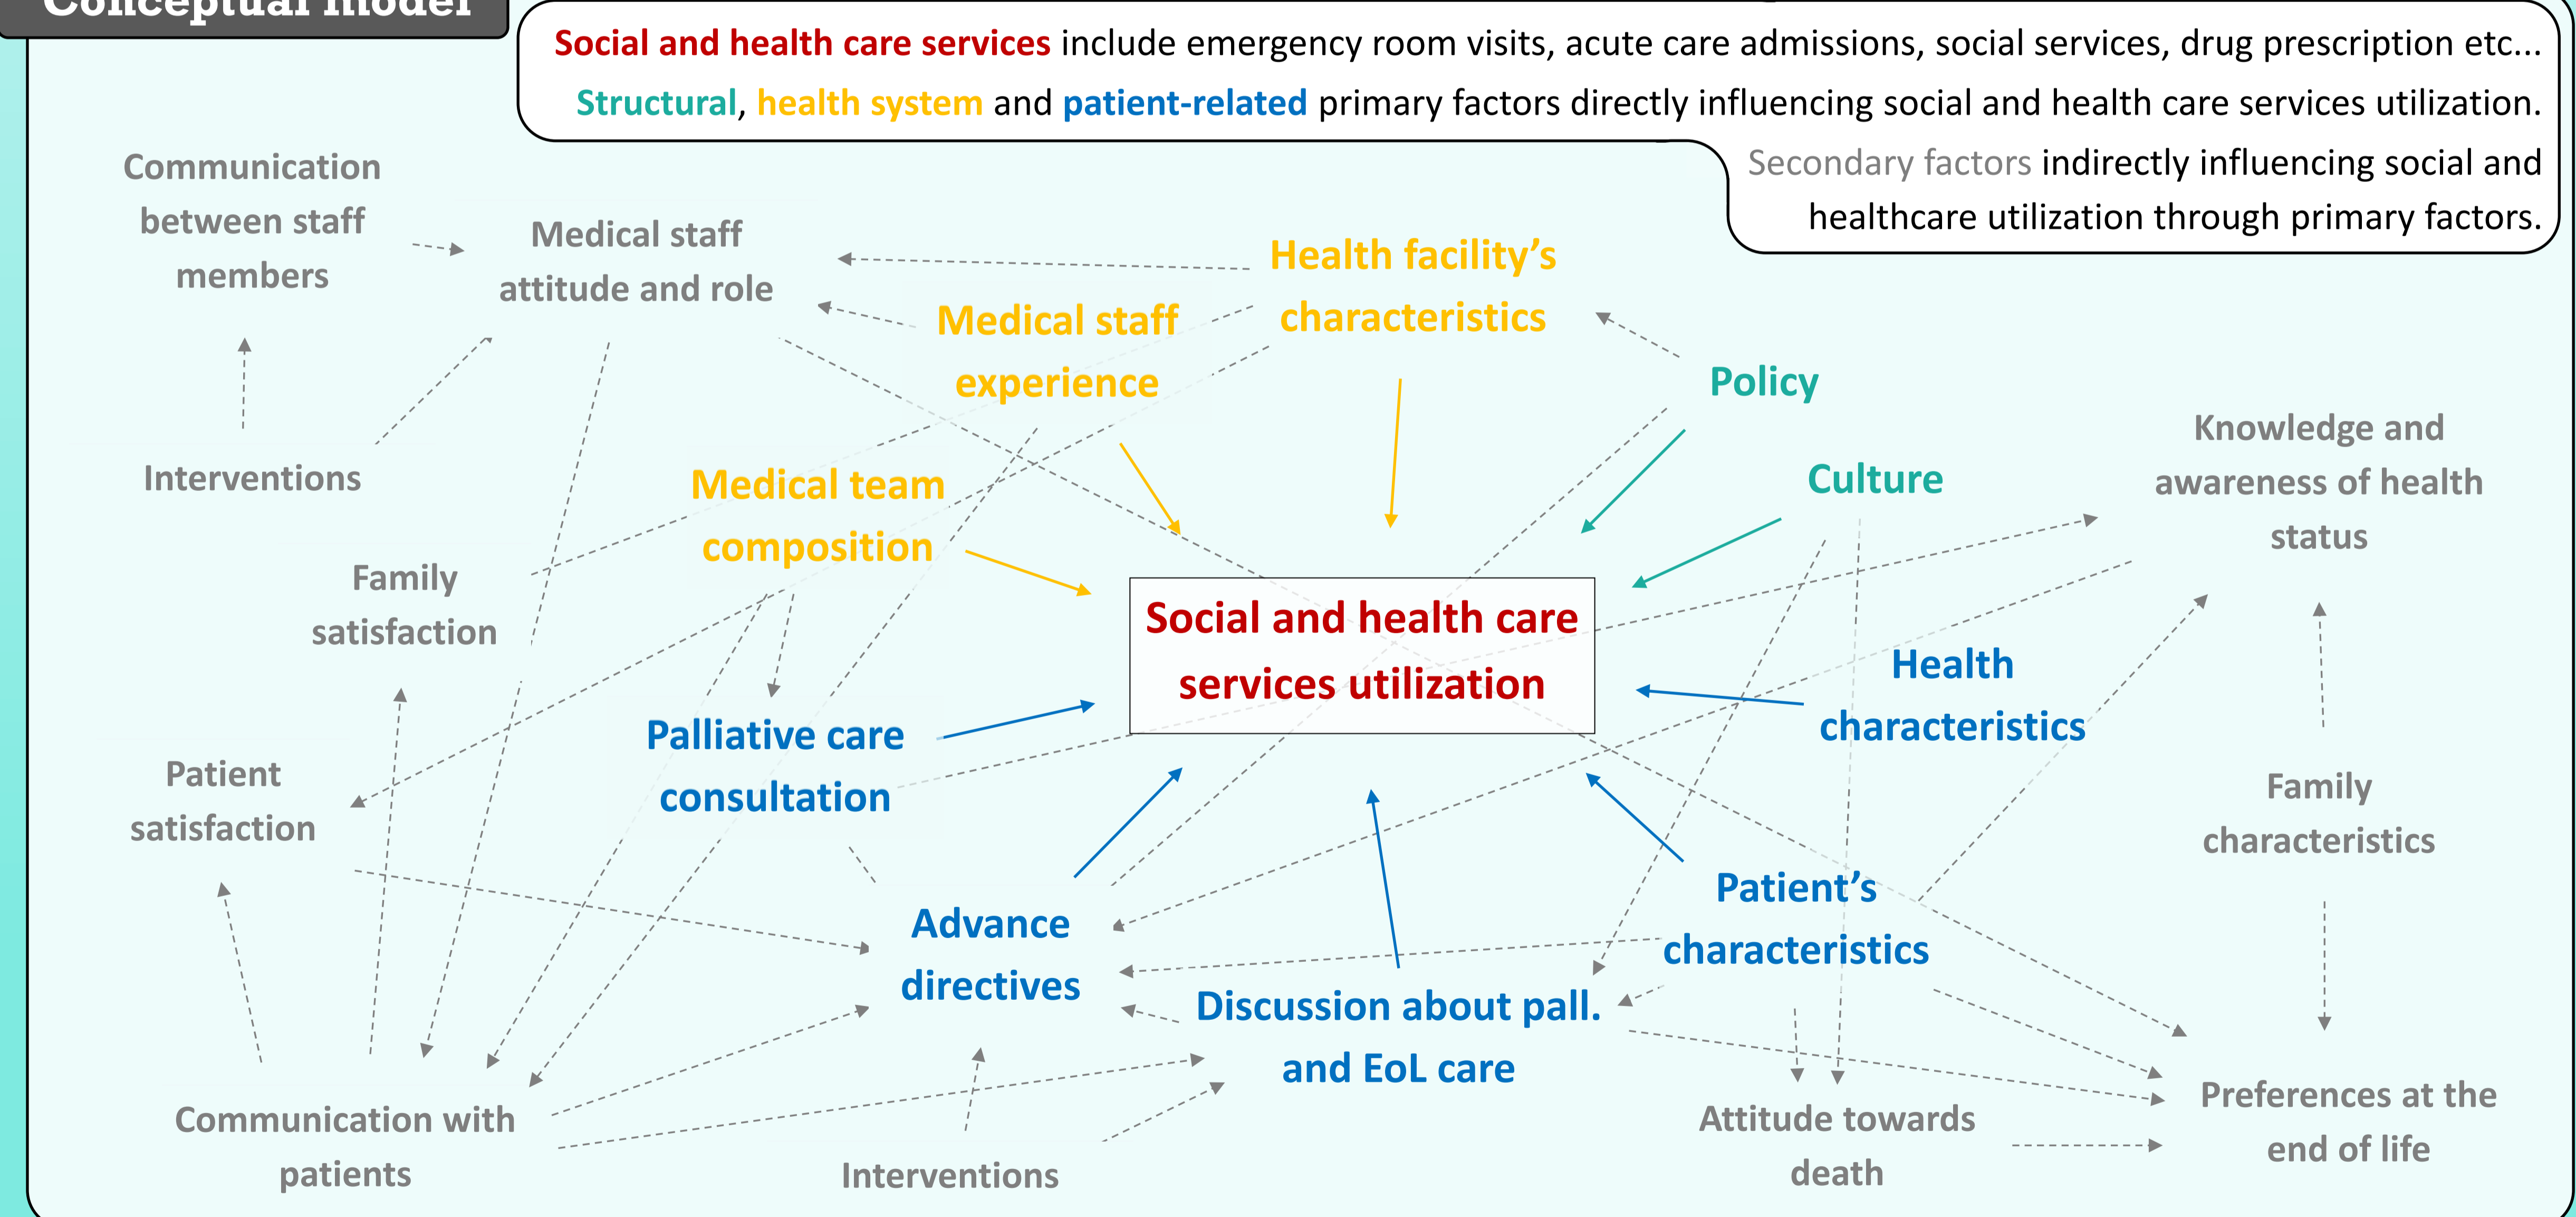 Conceptual model
Social and health care services include emergency room visits, acute care admissions, social services, drug prescription etc...
Structural, health system and patient-related primary factors directly influencing social and health care services utilization.
Secondary factors indirectly influencing social and
healthcare utilization through primary factors.
Communication
between staff
members
Medical staff
attitude and role
Health facility’s
characteristics
Medical staff
experience
Policy
Knowledge and
awareness of health
status
Interventions
Medical team
composition
Culture
Family
satisfaction
Social and health care
services utilization
Health
characteristics
Patient
satisfaction
Palliative care
consultation
Family
characteristics
Advance
directives
Patient’s
characteristics
Discussion about pall.
and EoL care
Communication with
patients
Interventions
Attitude towards
death
Preferences at the
end of life